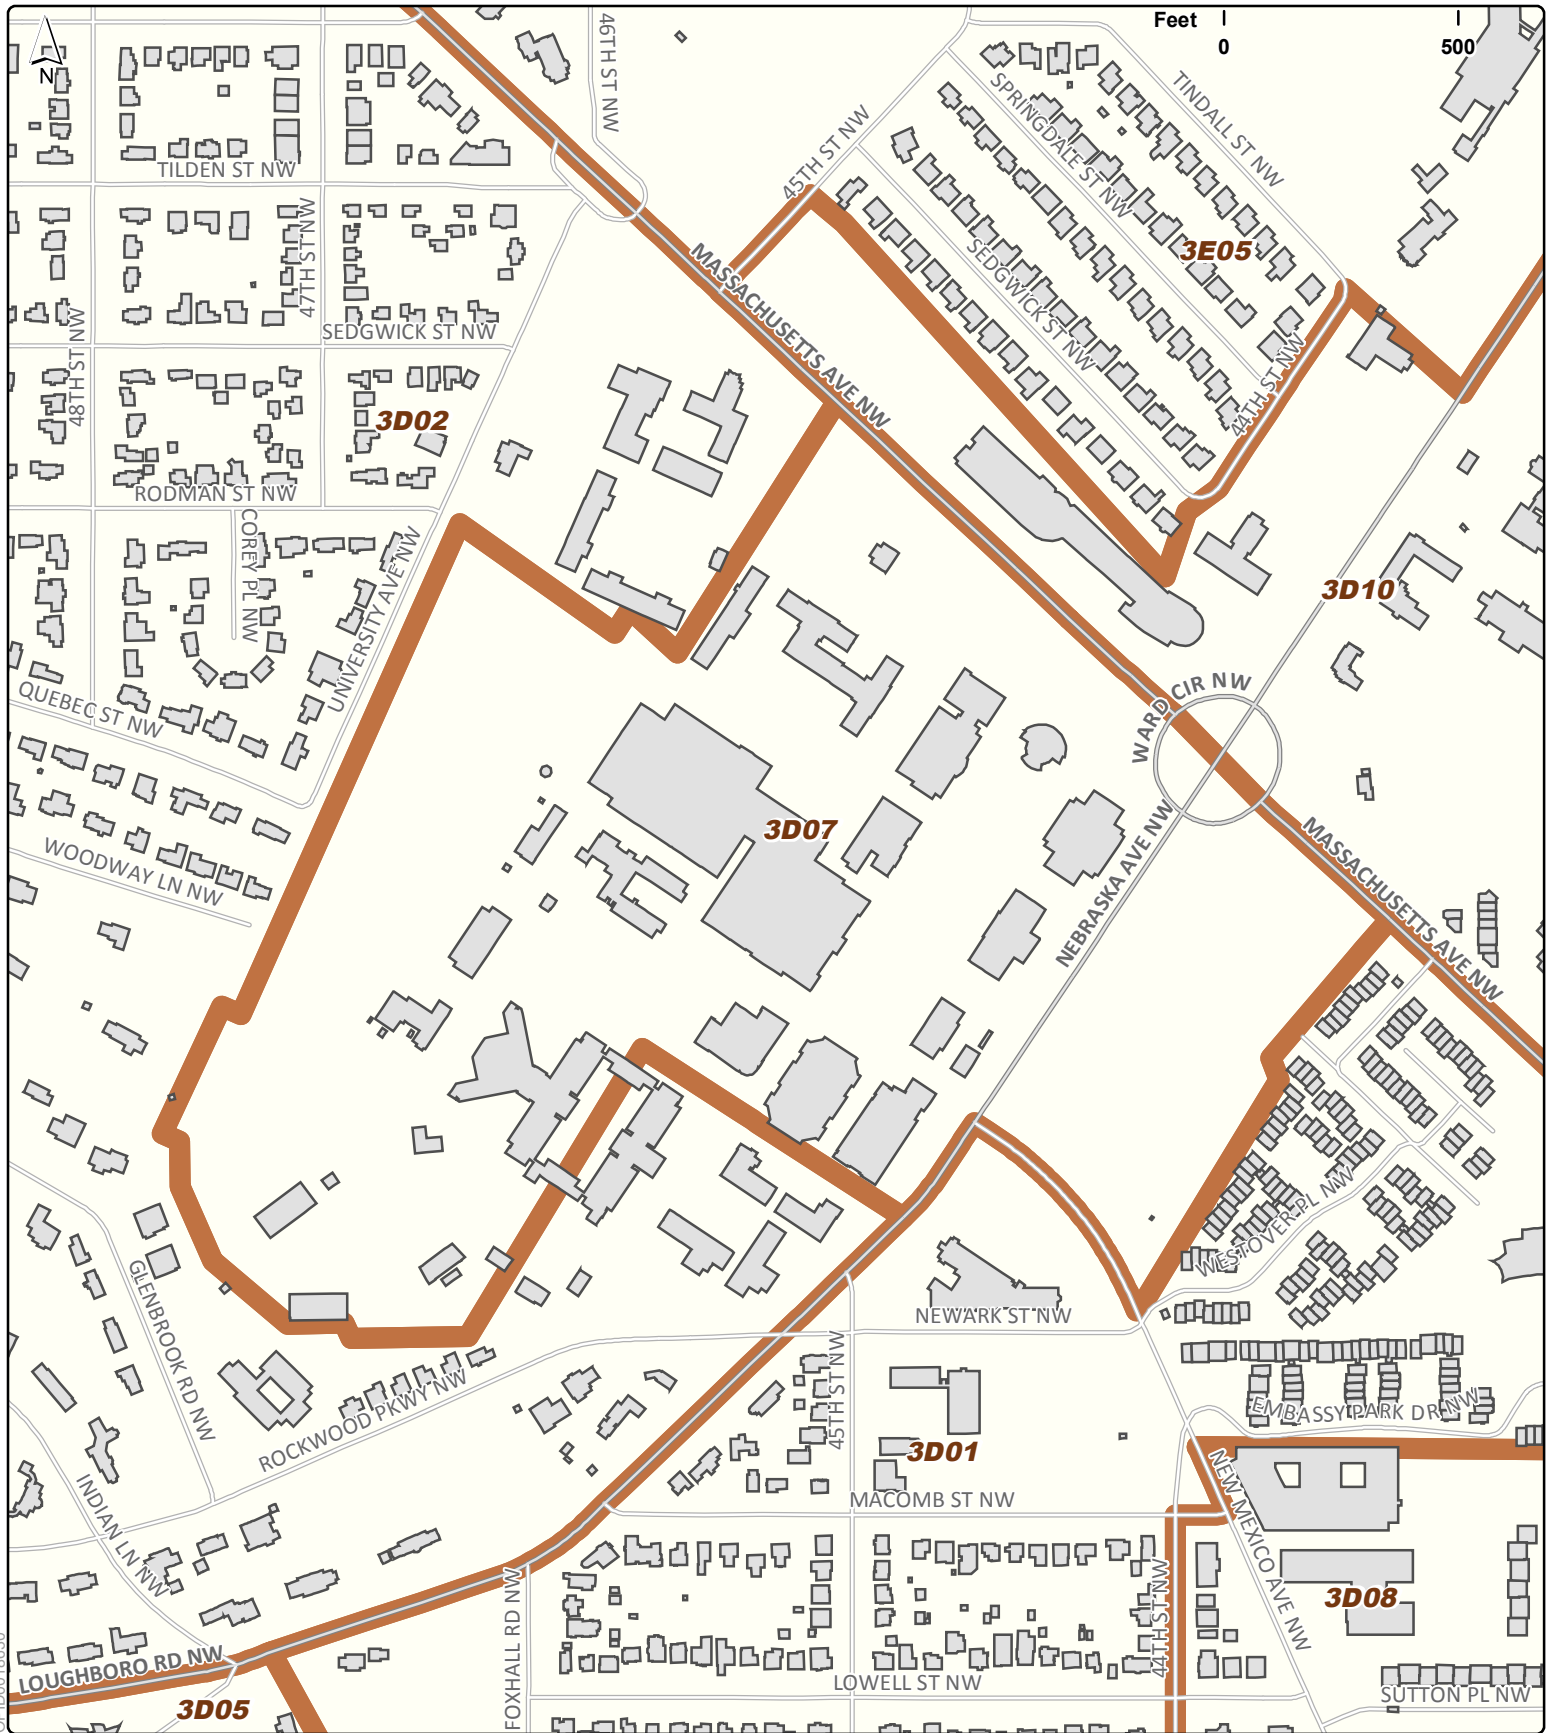 Feet
0 500
N
46TH ST NW
TINDALL ST NW
SPRINGDALE ST NW
45TH ST NW
TILDEN ST NW
47TH ST NW
3E05
SEDGWICK ST NW
MASSACHUSETTS AVE NW
SEDGWICK ST NW
48TH ST NW
44TH ST NW
3D02
RODMAN ST NW
COREY PL NW
UNIVERSITY AVE NW
3D10
QUEBEC ST NW
WARD CIR NW
WOODWAY LN NW
3D07
NEBRASKA AVE NW
MASSACHUSETTS AVE NW
WESTOVER PL NW
GLENBROOK RD NW
NEWARK ST NW
45TH ST NW
ROCKWOOD PKWY NW
EMBASSY PARK DR NW
3D01
INDIAN LN NW
MACOMB ST NW
NEW MEXICO AVE NW
FOXHALL RD NW
44TH ST NW
3D08
LOUGHBORO RD NW
LOWELL ST NW
SUTTON PL NW
3D05